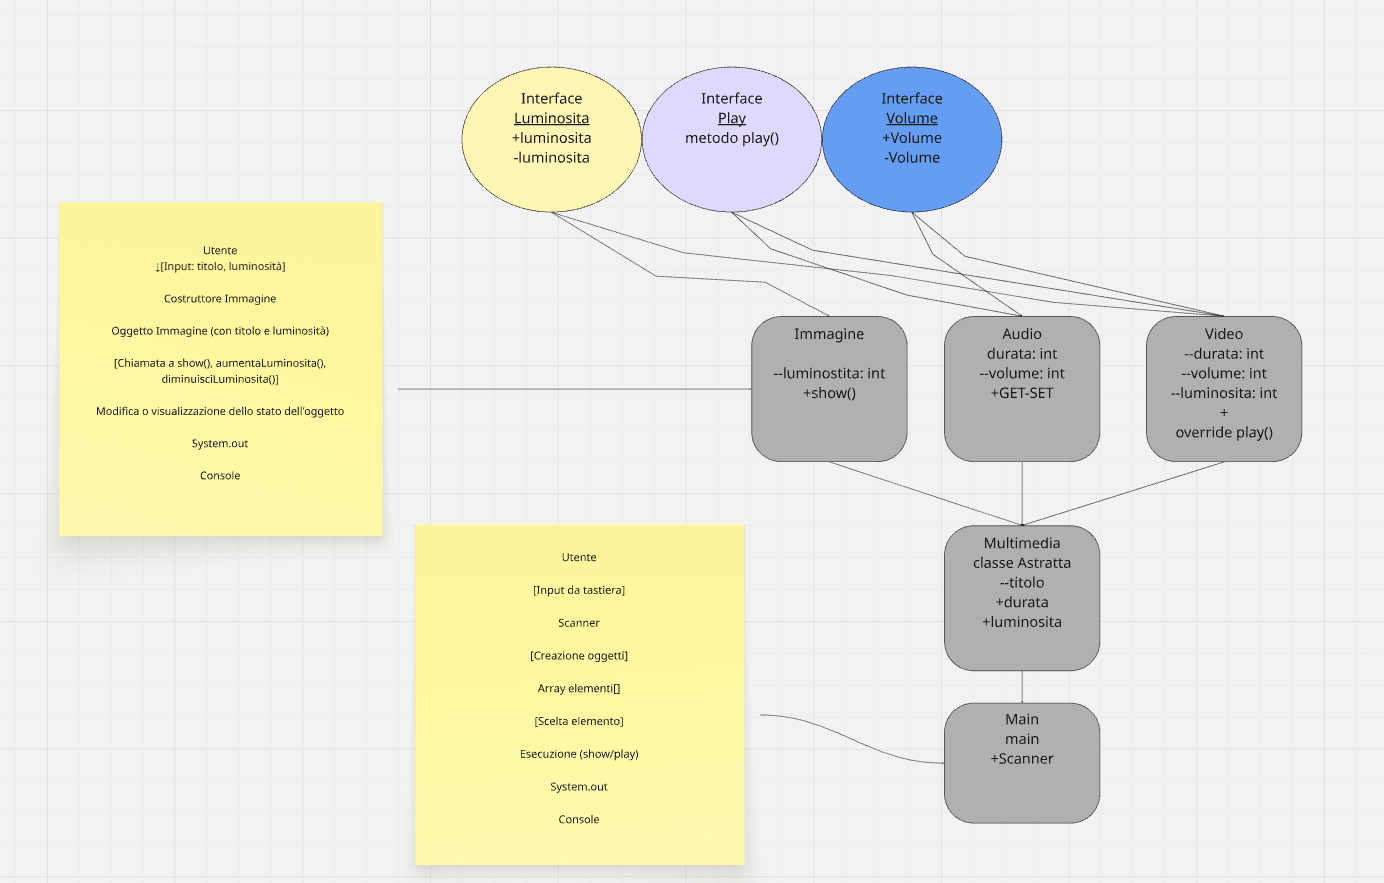 Interface
Luminosita
+luminosita
-luminosita
Interface
Play
metodo play()
Interface
Volume
+Volume
-Volume
Utente
↓[Input: titolo, luminosità]
Costruttore Immagine
Oggetto Immagine (con titolo e luminosità)
[Chiamata a show(), aumentaLuminosita(),
diminuisciLuminosita()]
Modifica o visualizzazione dello stato dell'oggetto
System.out
Console
Immagine
--luminostita: int
+show()
Audio
durata: int
--volume: int
+GET-SET
Video
--durata: int
--volume: int
--luminosita: int
+
override play()
Utente
[Input da tastiera]
Scanner
[Creazione oggetti]
Array elementi[]
[Scelta elemento]
Esecuzione (show/play)
System.out
Console
Multimedia
classe Astratta
--titolo
+durata
+luminosita
Main
main
+Scanner